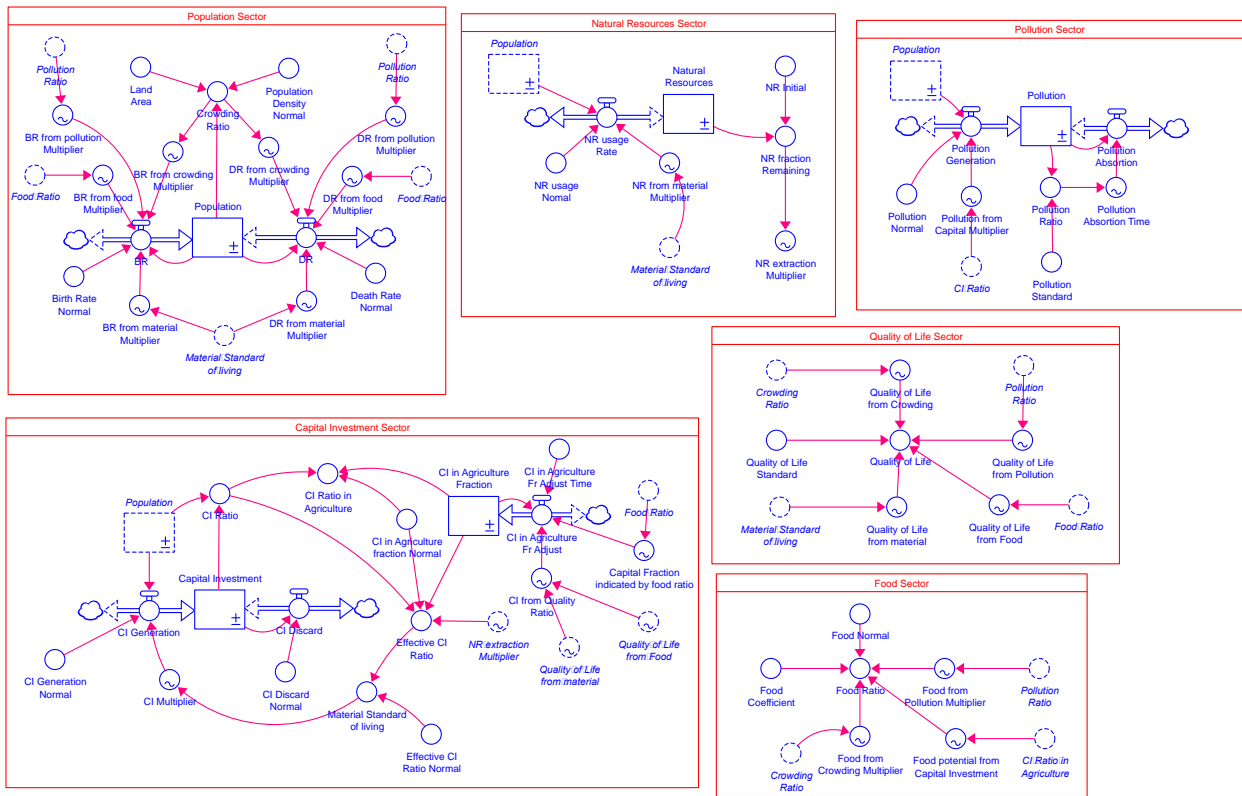 Population Sector
Pollution
Ratio
Pollution
Ratio
Land
Area
Crowding
Ratio
Population
Density
Normal
BR from pollution
Multiplier
DR from pollution
Multiplier
BR from crowding
Multiplier
DR from crowding
Multiplier
Food Ratio
BR from food
Multiplier
Population
DR from food
Multiplier
Food Ratio
BR
DR
Birth Rate
Normal
Death Rate
Normal
BR from material
Multiplier
DR from material
Multiplier
Material Standard
of living
Natural Resources Sector
Population
Natural
Resources
NR Initial
NR usage
Rate
NR fraction
Remaining
NR usage
Nomal
NR from material
Multiplier
Material Standard
of living
NR extraction
Multiplier
Pollution Sector
Population
Pollution
Pollution
Generation
Pollution
Absortion
Pollution
Normal
Pollution from
Capital Multiplier
Pollution
Ratio
Pollution
Absortion Time
CI Ratio
Pollution
Standard
Quality of Life Sector
Crowding
Ratio
Quality of Life
from Crowding
Pollution
Ratio
Quality of Life
Standard
Quality of Life
Quality of Life
from Pollution
Material Standard
of living
Quality of Life
from material
Quality of Life
from Food
Food Ratio
Capital Investment Sector
Population
CI Ratio
CI Ratio in
Agriculture
CI in Agriculture
Fraction
CI in Agriculture
Fr Adjust Time
Food Ratio
CI in Agriculture
fraction Normal
CI in Agriculture
Fr Adjust
Capital Fraction
indicated by food ratio
Capital Investment
CI Generation
CI Discard
CI from Quality
Ratio
Effective CI
Ratio
NR extraction
Multiplier
Quality of Life
from Food
Quality of Life
from material
CI Generation
Normal
CI Multiplier
CI Discard
Normal
Material Standard
of living
Effective CI
Ratio Normal
Food Sector
Food Normal
Food
Coefficient
Food Ratio
Food from
Pollution Multiplier
Pollution
Ratio
Crowding
Ratio
Food from
Crowding Multiplier
Food potential from
Capital Investment
CI Ratio in
Agriculture